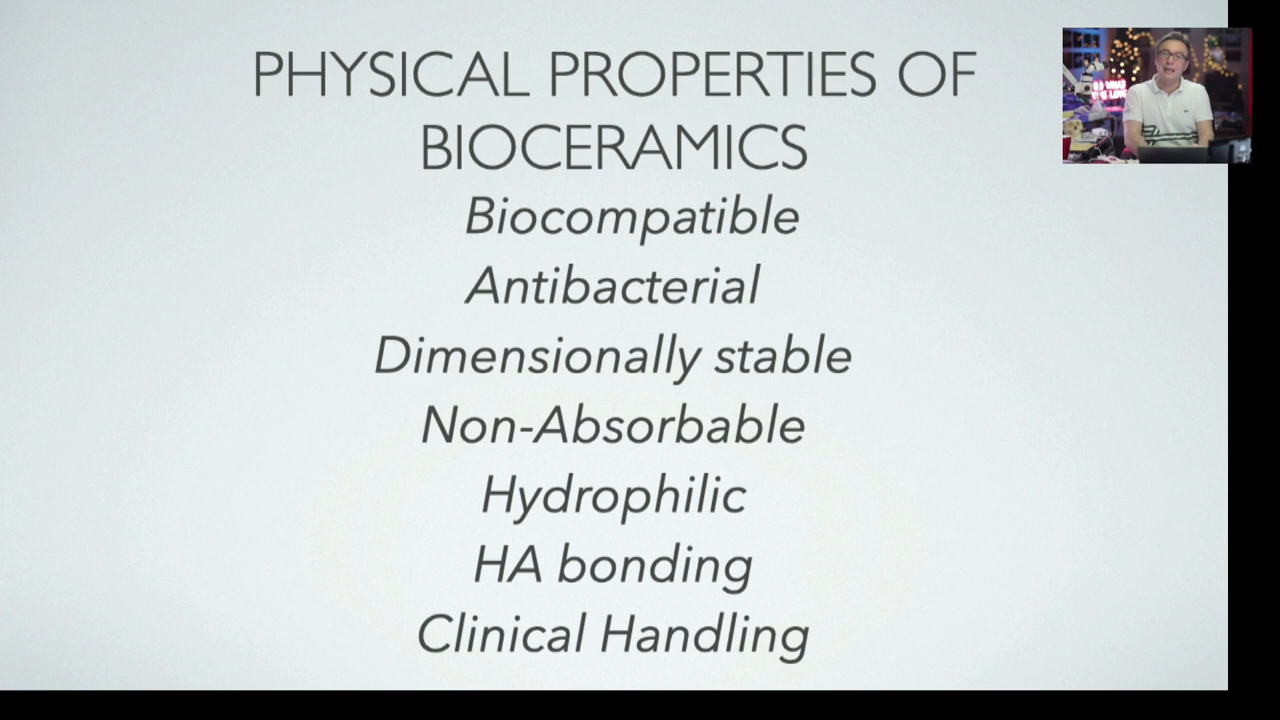 PHYSICAL PROPERTIES OF
BIOCERAMICS
Biocompatible
Antibacterial
Dimensionally stable
Non-Absorbable
Hydrophilic
HA bonding
Clinical Handling